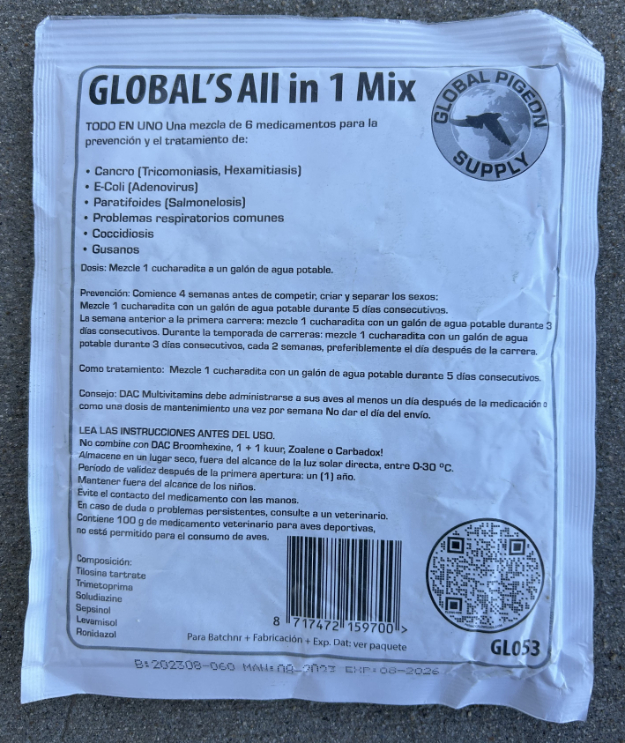 GLOBAL'S All in 1 Mix
GLOBAL PIGEON
SUPPLY
TODO EN UNO Una mezcla de 6 medicamentos para la
prevención y el tratamiento de:
• Cancro (Tricomoniasis, Hexamitiasis)
• E-Coli (Adenovirus)
• Paratifoides (Salmonelosis)
• Problemas respiratorios comunes
• Coccidiosis
• Gusanos
Dosis: Mezcle 1 cucharadita a un galón de agua potable.
Prevención: Comience 4 semanas antes de competir, criar y separar los sexos:
Mezcle 1 cucharadita con un galón de agua potable durante 5 días consecutivos.
La semana anterior a la primera carrera: mezcle 1 cucharadita con un galón de agua potable durante 3
días consecutivos. Durante la temporada de carreras: mezcle 1 cucharadita con un galón de agua
potable durante 3 días consecutivos, cada 2 semanas, preferiblemente el día después de la carrera.
Como tratamiento: Mezcle 1 cucharadita con un galón de agua potable durante 5 días consecutivos.
Consejo: DAC Multivitamins debe administrarse a sus aves al menos un día después de la medicación o
como una dosis de mantenimiento una vez por semana No dar el día del envío.
LEA LAS INSTRUCCIONES ANTES DEL USO.
No combine con DAC Broomhexine, 1 + 1 kuur, Zoalene o Carbadox!
Almacene en un lugar seco, fuera del alcance de la luz solar directa, entre 0-30 ºC.
Período de validez después de la primera apertura: un (1) año.
Mantener fuera del alcance de los niños.
Evite el contacto del medicamento con las manos.
En caso de duda o problemas persistentes, consulte a un veterinario.
Contiene 100 g de medicamento veterinario para aves deportivas,
no esté permitido para el consumo de aves.
Composición:
Tilosina tartrate
Trimetoprima
Soludiazine
Sepsinol
Levamisol
Ronidazol
8 717472 159700 >
Para Batchnr + Fabricación + Exp. Dat: ver paquete
GL053
B:202308-060 MAN:08-2023 EXP:08-2026